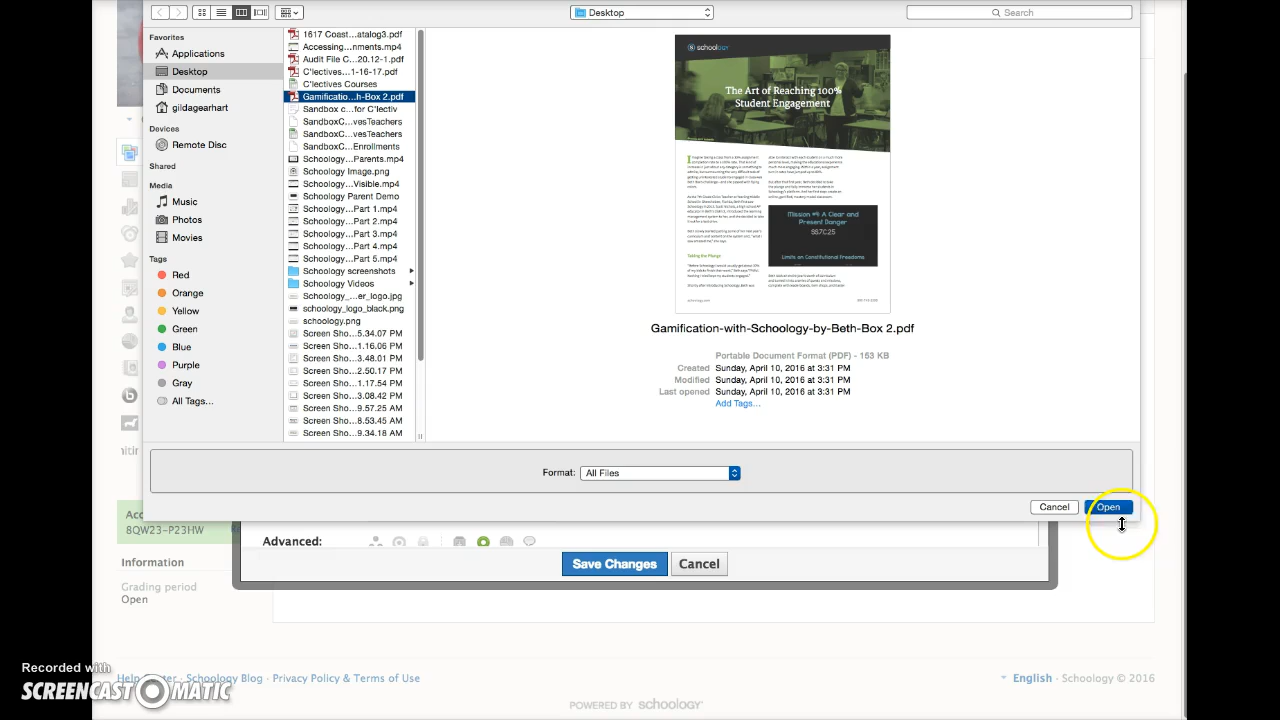 Desktop
Search
Favorites
Applications
Desktop
Documents
gildagearhart
Devices
Remote Disc
Shared
Media
Music
Photos
Movies
Tags
Red
Orange
Yellow
Green
Blue
Purple
Gray
All Tags...
1617 Coast...atalog3.pdf
Accessing...nments.mp4
Audit File C...20.12-1.pdf
C'lectives...1-16-17.pdf
C'lectives Courses
Gamificatio...h-Box 2.pdf
Sandbox c...for C'lectiv
SandboxC...vesTeachers
SandboxC...vesTeachers
SandboxC...Enrollments
Schoology...Parents.mp4
Schoology help.png
Schoology...Visible.mp4
Schoology Parent Demo
Schoology...Part 1.mp4
Schoology...Part 2.mp4
Schoology...Part 3.mp4
Schoology...Part 4.mp4
Schoology...Part 5.mp4
Schoology screenshots
Schoology Videos
Schoology_...er_logo.jpg
schoology_logo_black.png
schoology.png
Screen Sho...5.34.07 PM
Screen Sho...1.16.06 PM
Screen Sho...3.48.01 PM
Screen Sho...2.50.17 PM
Screen Sho...1.17.54 PM
Screen Sho...3.08.42 PM
Screen Sho...9.57.25 AM
Screen Sho...8.53.45 AM
Screen Sho...9.34.18 AM
schoology
The Art of Reaching 100%
Student Engagement
Mission #4: A Clear and
Present Danger
SS7C25
Limits on Constitutional Freedoms
Taking the Plunge
schoology.com
Gamification-with-Schoology-by-Beth-Box 2.pdf
Portable Document Format (PDF) - 153 KB
Created Sunday, April 10, 2016 at 3:31 PM
Modified Sunday, April 10, 2016 at 3:31 PM
Last opened Sunday, April 10, 2016 at 3:31 PM
Add Tags...
Format: All Files
Cancel
Open
Acc
8QW23-P23HW
Advanced:
Save Changes
Cancel
Information
Grading period
Open
Recorded with
SCREENCAST MATIC
Schoology Blog · Privacy Policy & Terms of Use
English · Schoology © 2016
POWERED BY schoology